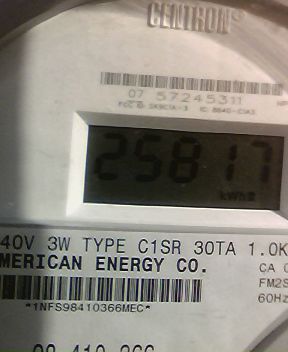 CENTRON®
07 57245311
25817
kWh
40V 3W TYPE C1SR 30TA 1.0K
MERICAN ENERGY CO.
CA
FM2S
60Hz
*1NFS98410366MEC*